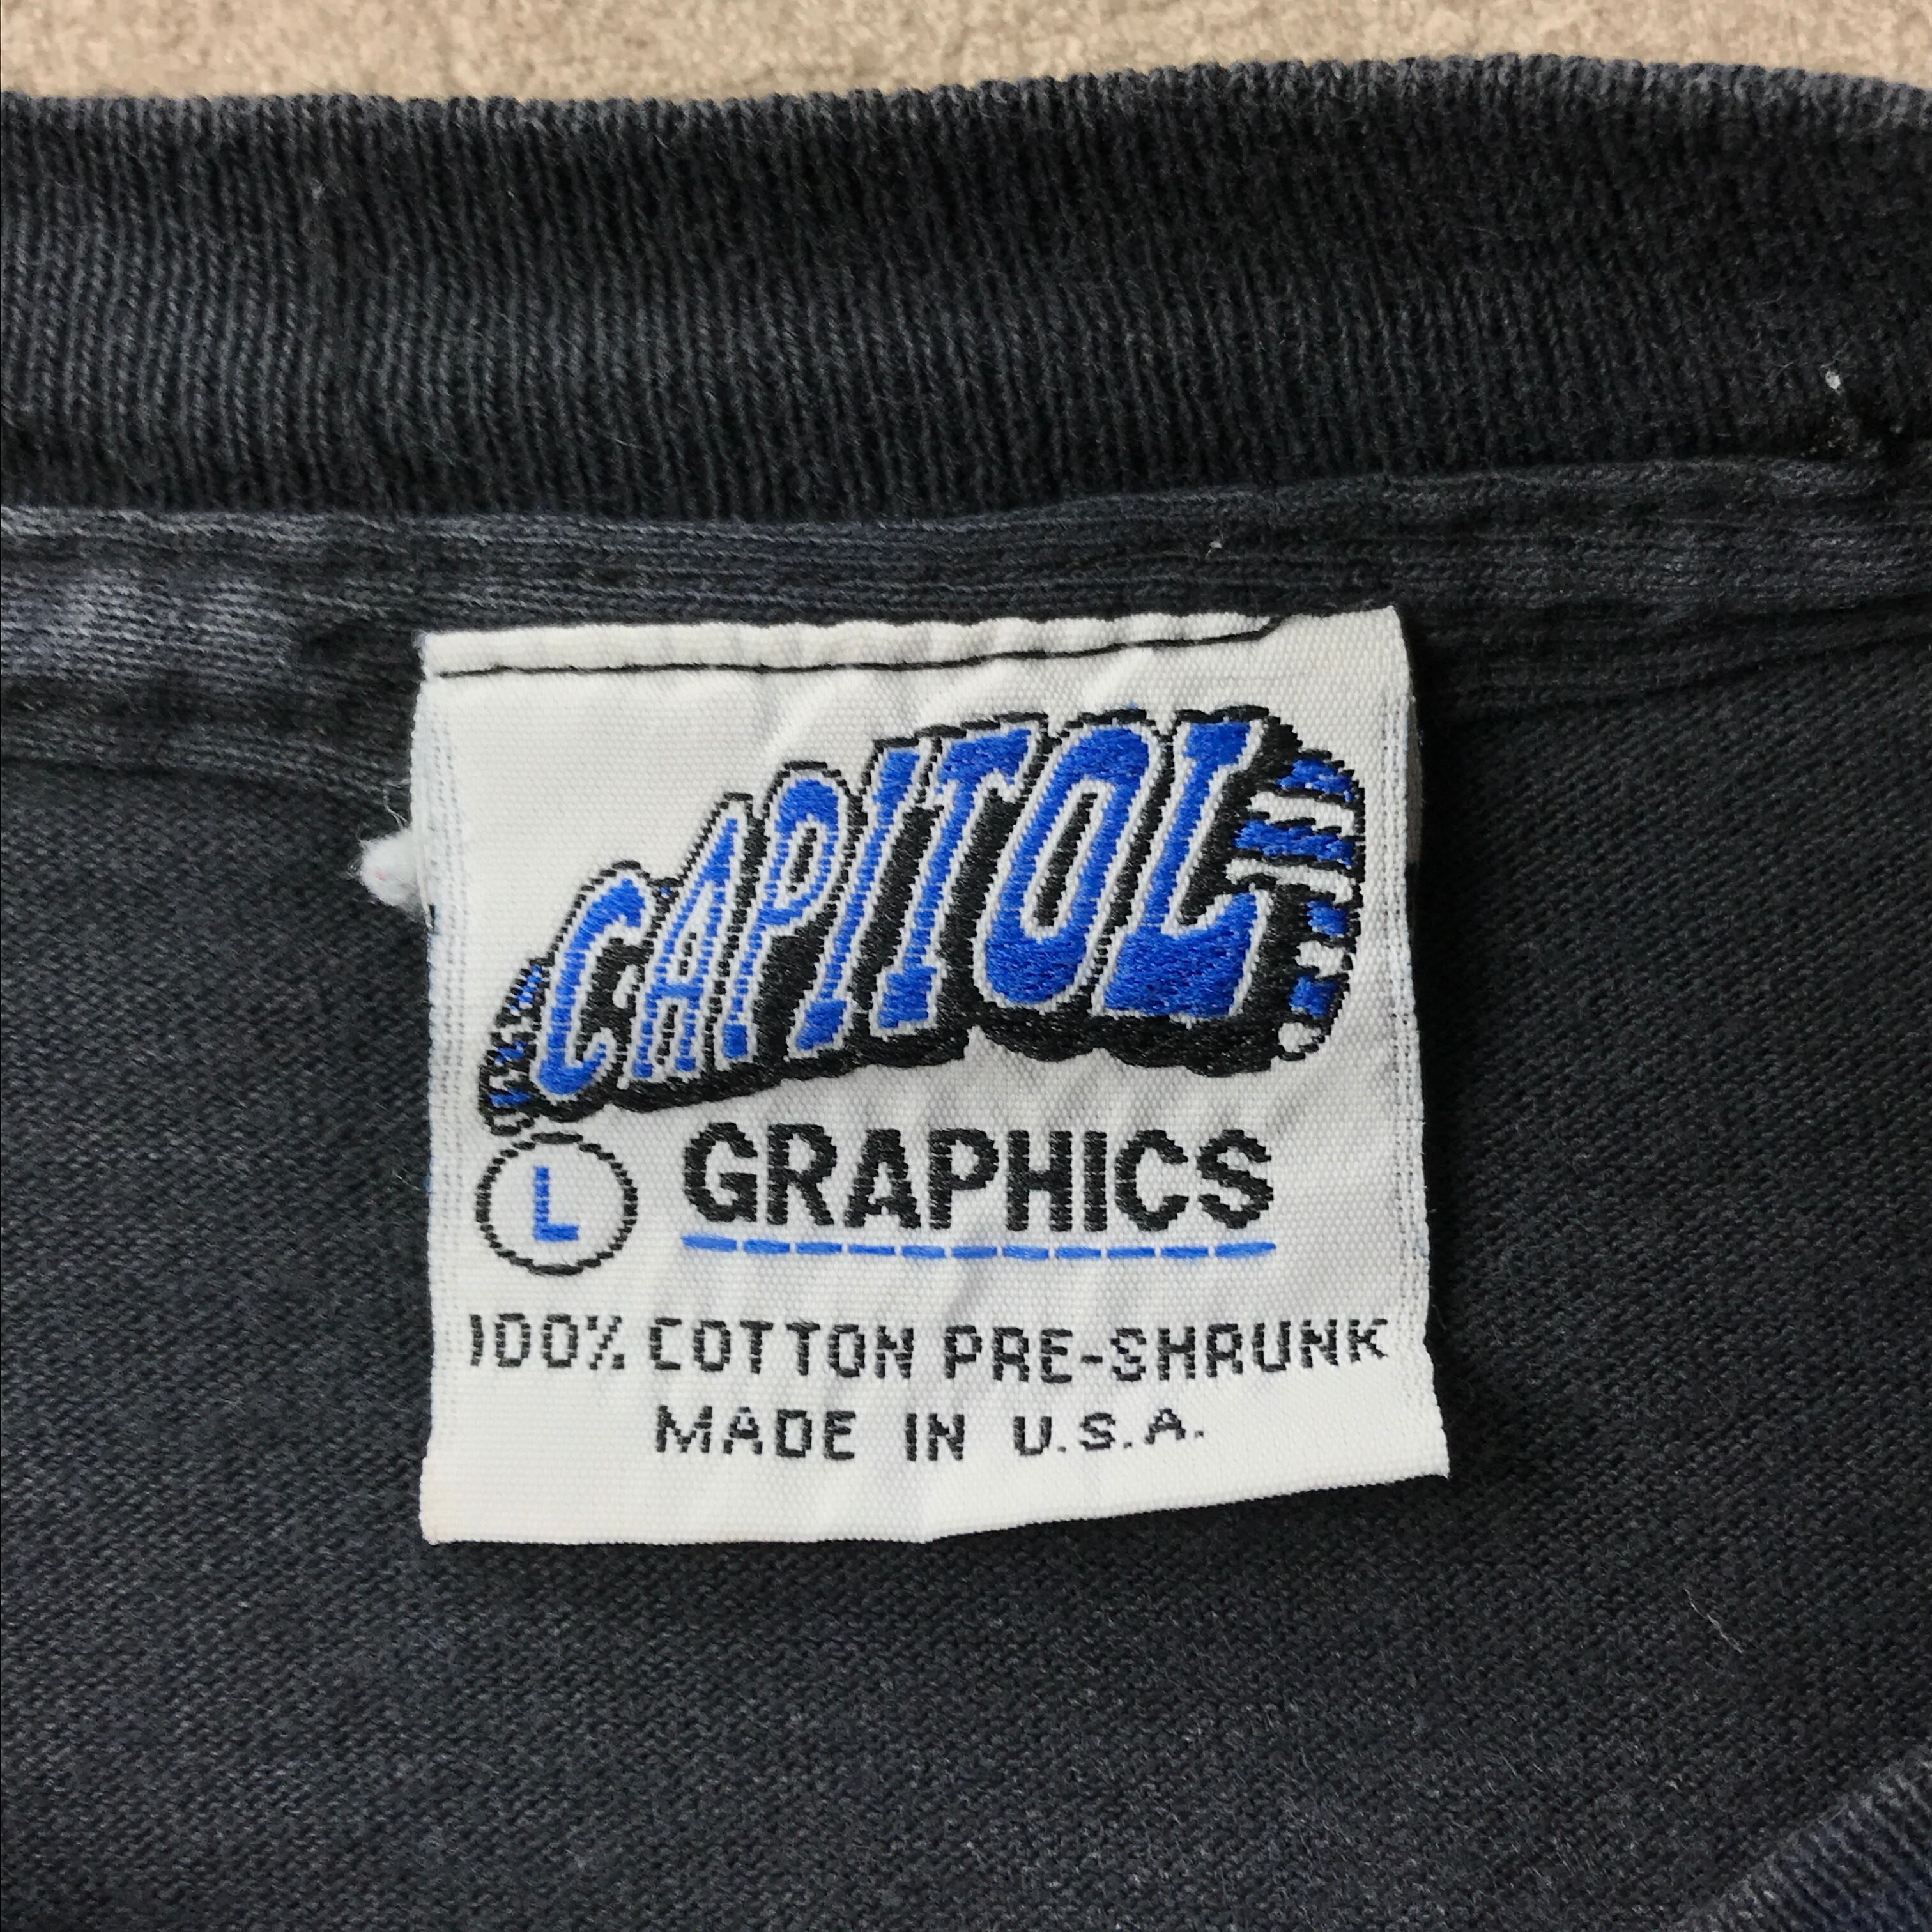 CAPITOL
L GRAPHICS
100% COTTON PRE-SHRUNK
MADE IN U.S.A.